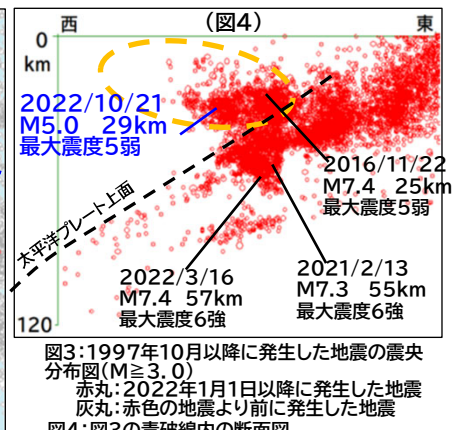 西
(図4)
東
0
km
2022/10/21
M5.0 29km
最大震度5弱
2016/11/22
M7.4 25km
最大震度5弱
太平洋プレート上面
2022/3/16
M7.4 57km
最大震度6強
2021/2/13
M7.3 55km
最大震度6強
120
図3:1997年10月以降に発生した地震の震央
分布図(M≧3.0)
赤丸:2022年1月1日以降に発生した地震
灰丸:赤色の地震より前に発生した地震
図4:図3の青破線内の断面図